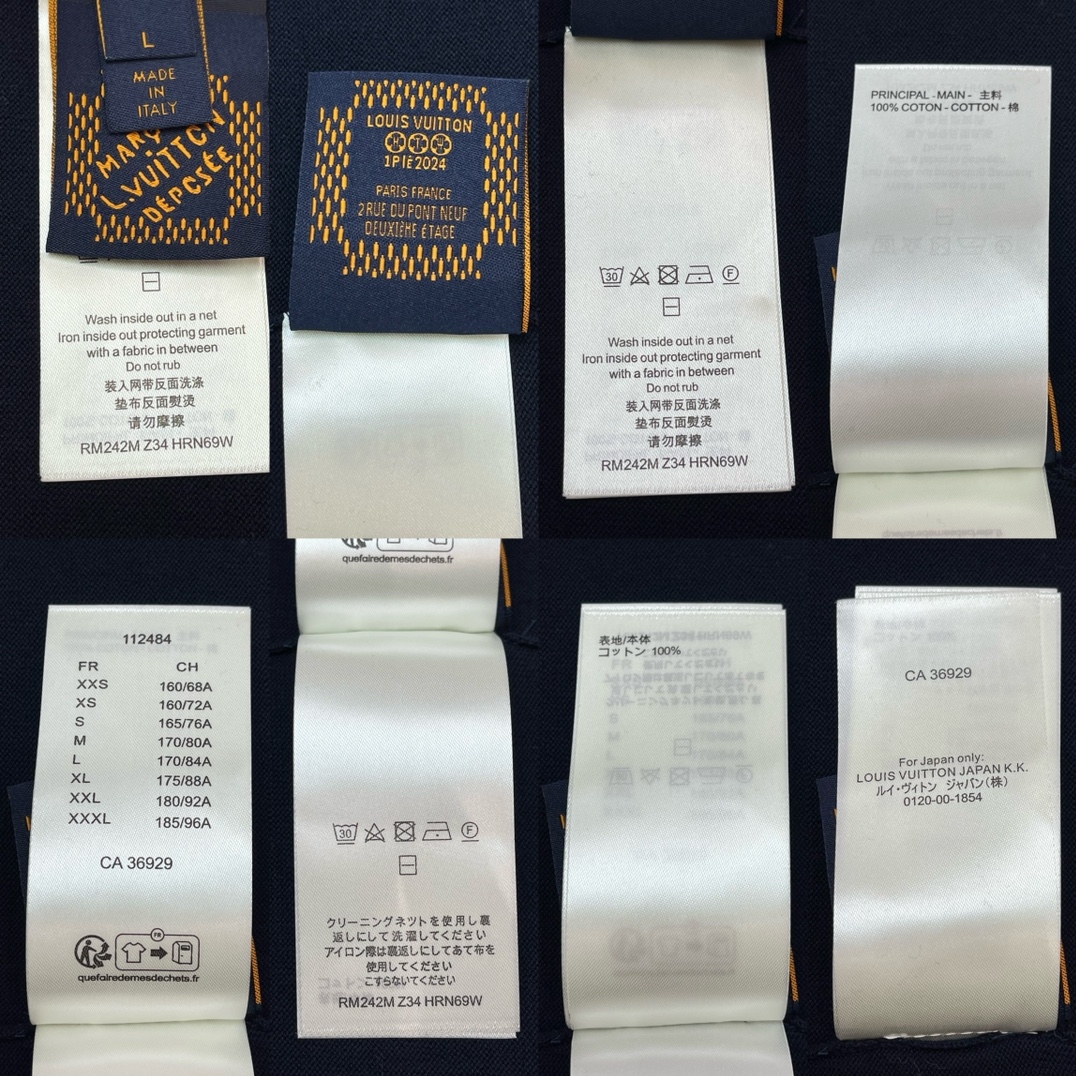 L
MADE
IN
ITALY
MARQUE
L.VUITTON
DÉPOSÉE
Wash inside out in a net
Iron inside out protecting garment
with a fabric in between
Do not rub
装入网带反面洗涤
垫布反面熨烫
请勿摩擦
RM242M Z34 HRN69W
LOUIS VUITTON
1PIÈ2024
PARIS FRANCE
2 RUE DU PONT NEUF
DEUXIÈME ÉTAGE
30 F
Wash inside out in a net
Iron inside out protecting garment
with a fabric in between
Do not rub
装入网带反面洗涤
垫布反面熨烫
请勿摩擦
RM242M Z34 HRN69W
PRINCIPAL - MAIN - 主料
100% COTON - COTTON - 棉
112484
FR CH
XXS 160/68A
XS 160/72A
S 165/76A
M 170/80A
L 170/84A
XL 175/88A
XXL 180/92A
XXXL 185/96A
CA 36929
FR
quefairedemesdechets.fr
quefairedemesdechets.fr
30 F
クリーニングネツトを使用し裏
返しにして洗濯してください
アイロン際は裏返しにしてあて布を
使用してください
こすらないてください
RM242M Z34 HRN69W
表地/本体
コットン 100%
CA 36929
For Japan only:
LOUIS VUITTON JAPAN K.K.
ルイ・ヴィトン ジャパン(株)
0120-00-1854